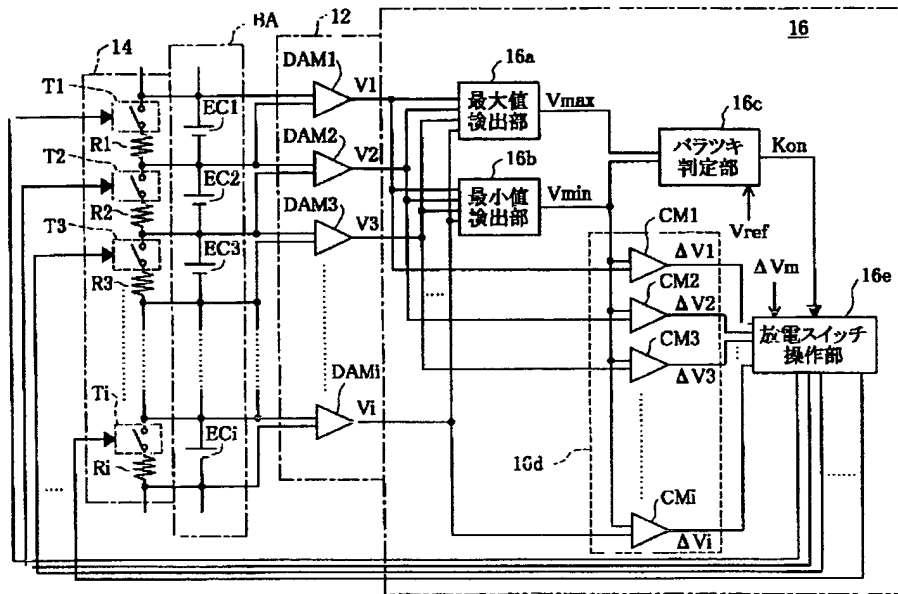 BA
12
16
14
DAM1
V1
16a
最大値
検出部
Vmax
16c
バラツキ
判定部
Kon
T1
EC1
R1
DAM2
V2
16b
最小値
検出部
Vmin
T2
EC2
R2
DAM3
V3
Vref
CM1
ΔV1
T3
EC3
R3
ΔVm
16e
CM2
ΔV2
放電スイッチ
操作部
CM3
ΔV3
DAMi
Vi
Ti
ECi
Ri
16d
CMi
ΔVi